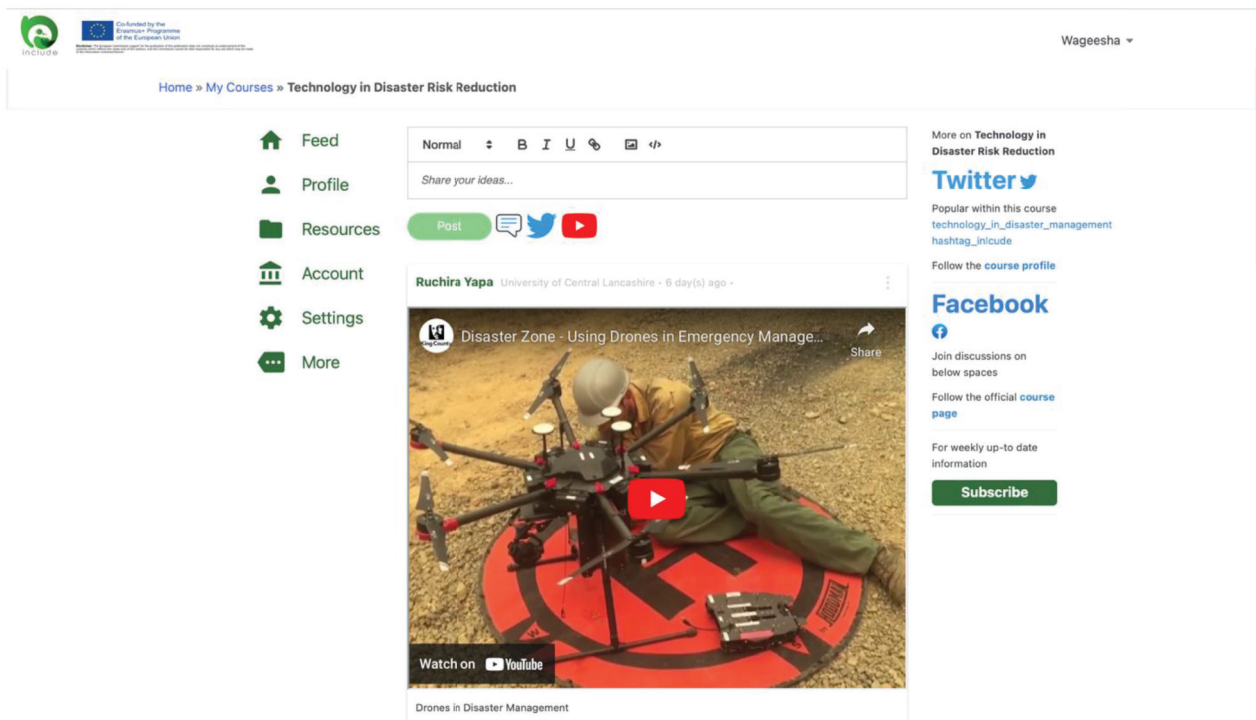 include
Co-funded by the
Erasmus+ Programme
of the European Union
Wageesha
Home » My Courses » Technology in Disaster Risk Reduction
Feed
Profile
Resources
Account
Settings
More
Normal B I U </>
Share your ideas...
Post
Ruchira Yapa University of Central Lancashire • 6 day(s) ago •
King County
Disaster Zone - Using Drones in Emergency Manage...
Share
HOODMAN
Watch on YouTube
Drones in Disaster Management
More on Technology in
Disaster Risk Reduction
Twitter
Popular within this course
technology_in_disaster_management
hashtag_inlcude
Follow the course profile
Facebook
Join discussions on
below spaces
Follow the official course
page
For weekly up-to date
information
Subscribe